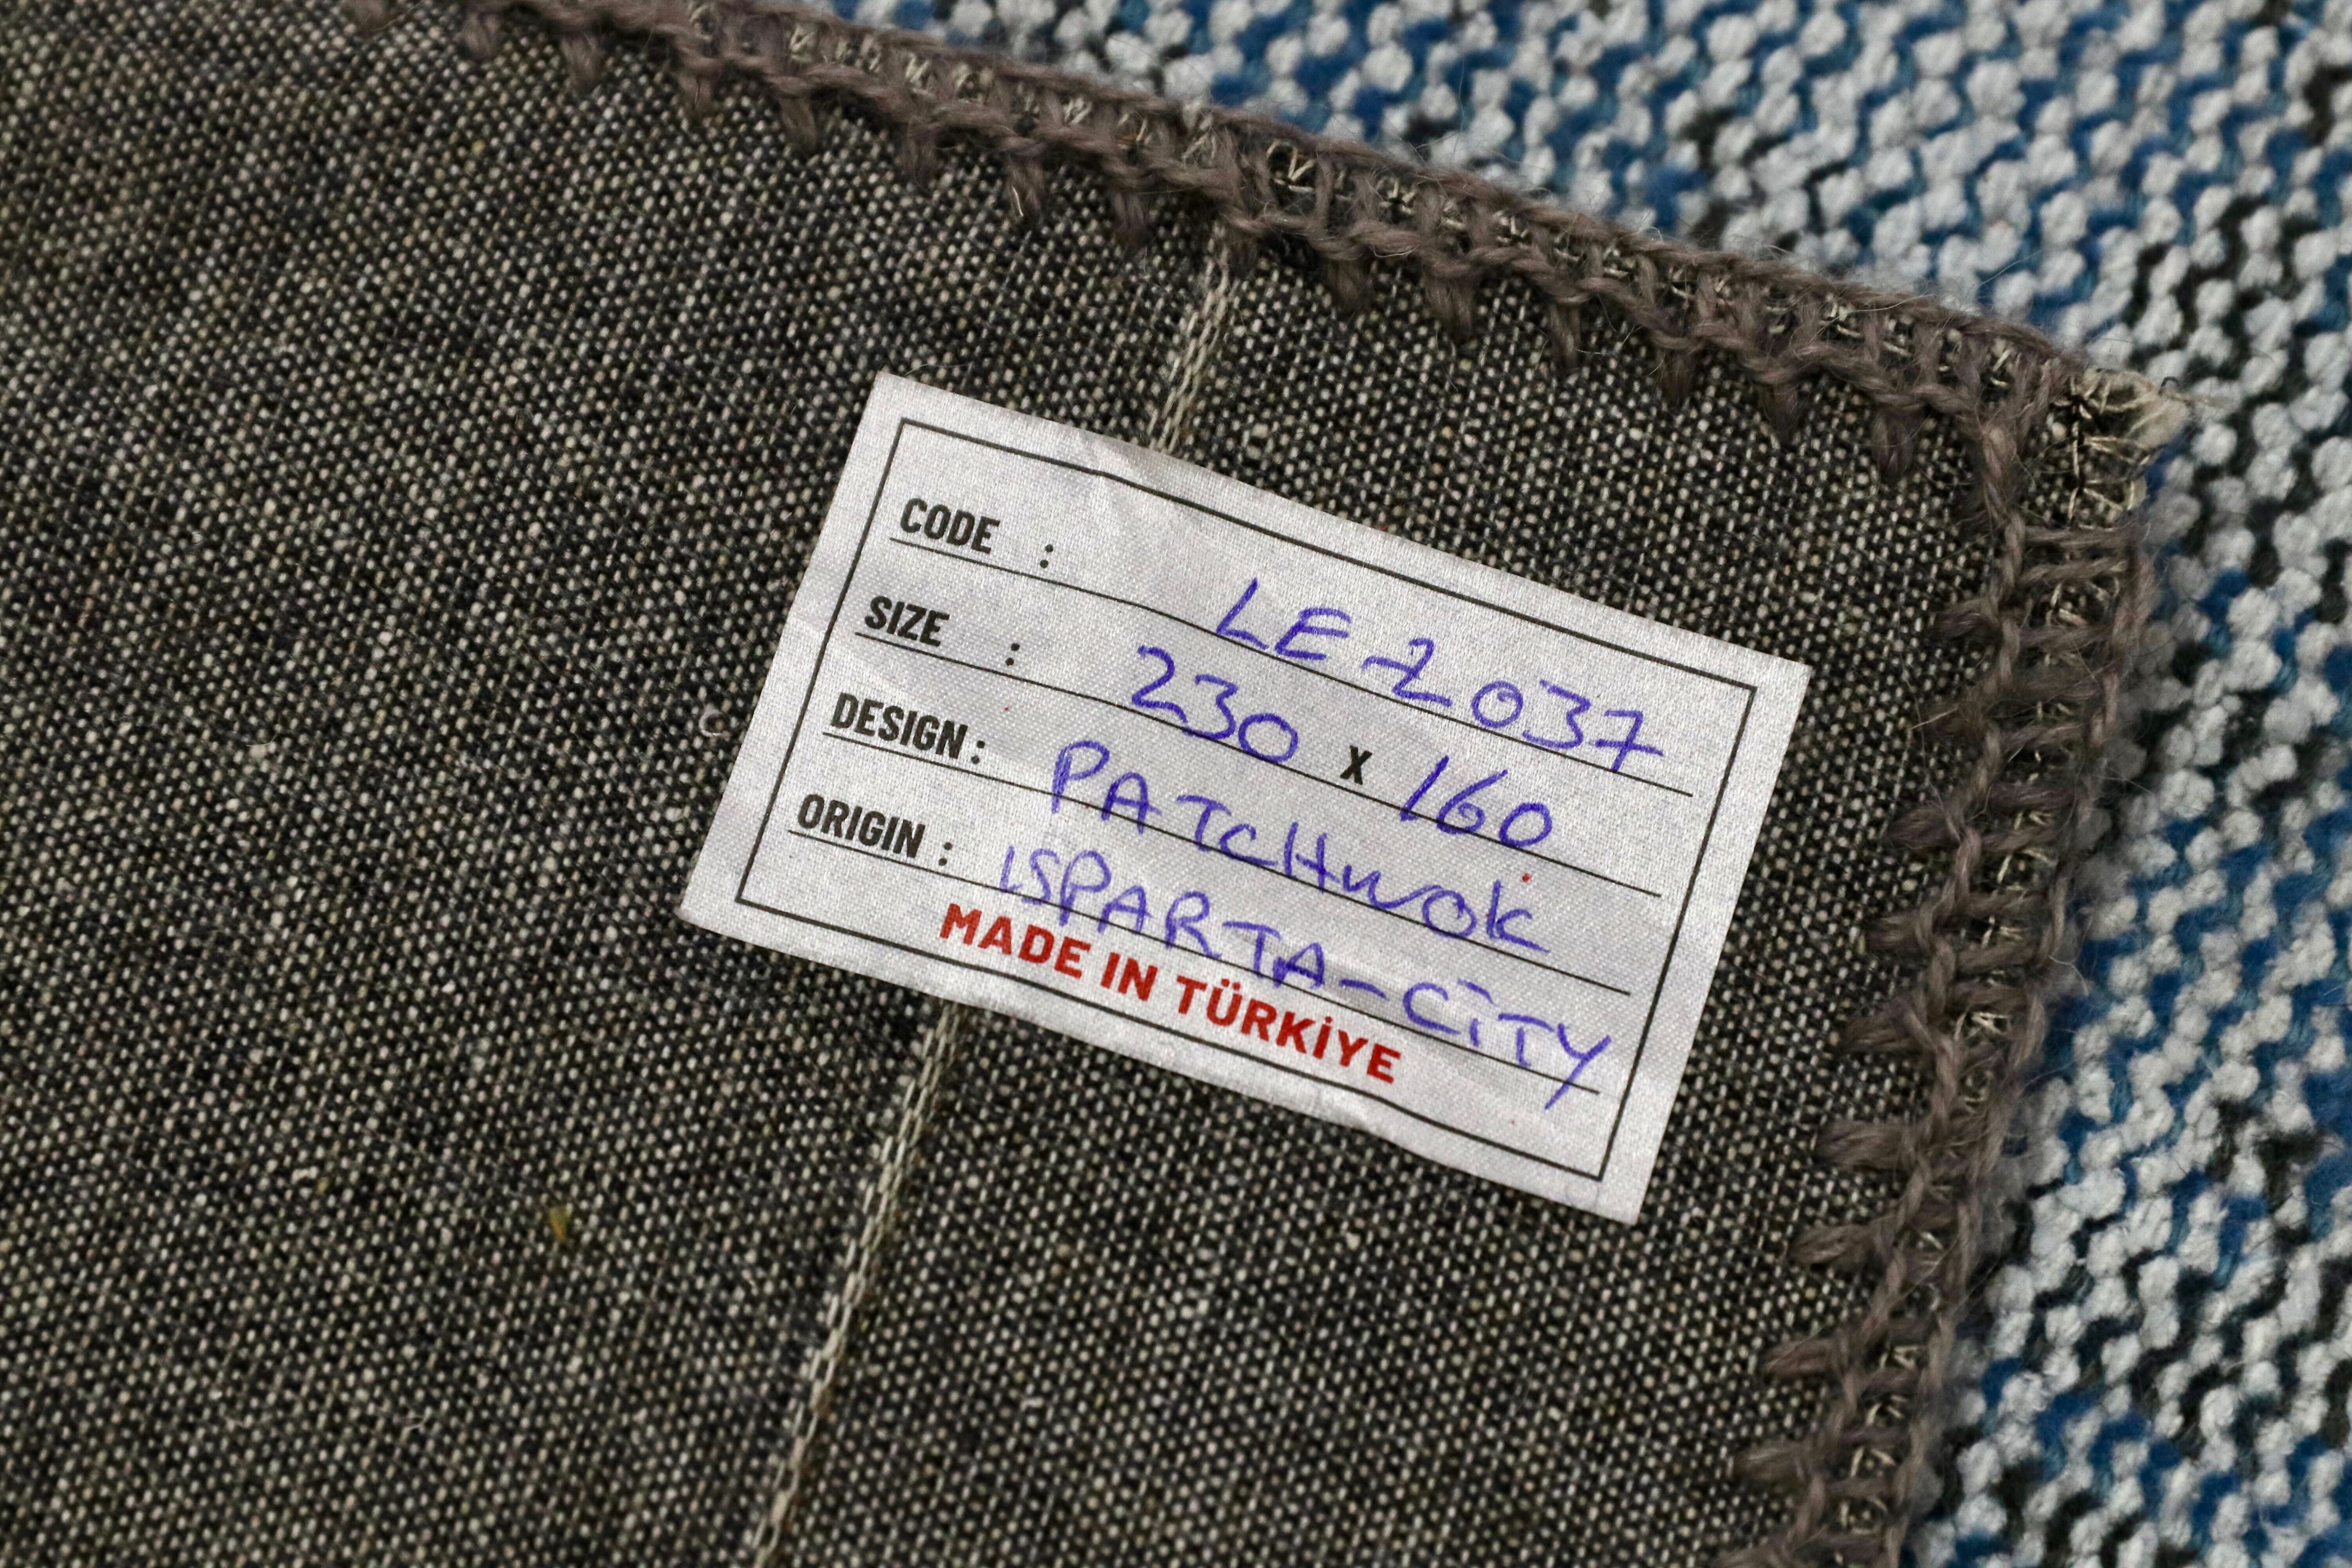 CODE : LE-2037
SIZE : 230 x 160
DESIGN : PATCHWOK
ORIGIN : ISPARTA-CİTY
MADE IN TÜRKİYE